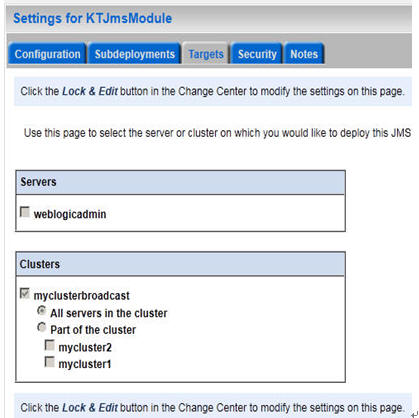 Settings for KTJmsModule
Configuration Subdeployments Targets Security Notes
Click the Lock & Edit button in the Change Center to modify the settings on this page.
Use this page to select the server or cluster on which you would like to deploy this JMS
Servers
weblogicadmin
Clusters
myclusterbroadcast
All servers in the cluster
Part of the cluster
mycluster2
mycluster1
Click the Lock & Edit button in the Change Center to modify the settings on this page.